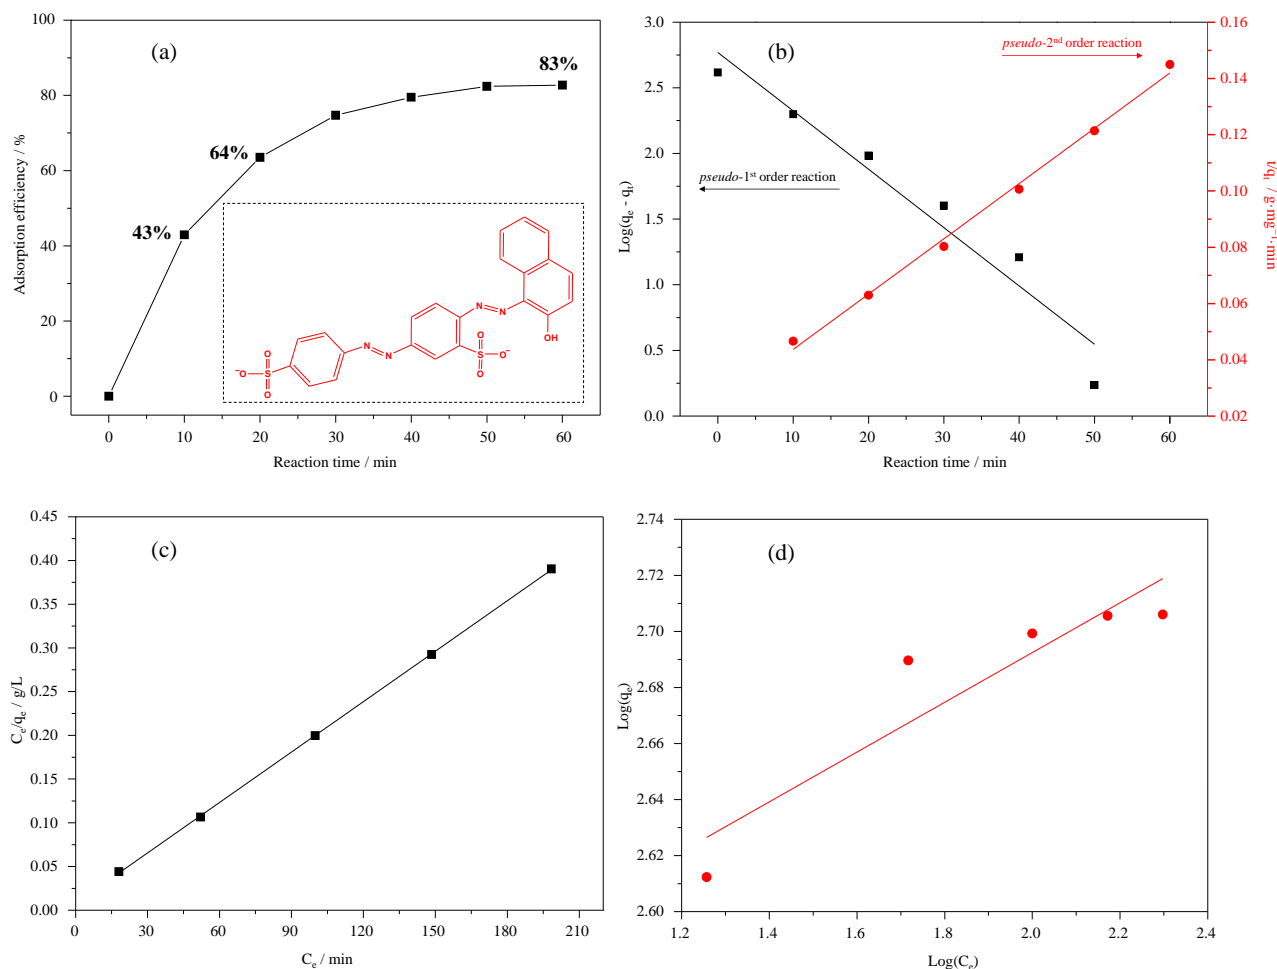 (a)
Adsorption efficiency / %
100
80
60
40
20
0
43%
64%
83%
N
N
N
N
OH
O
S
O⁻
O
⁻O
O
S
O
0 10 20 30 40 50 60
Reaction time / min
(b)
Log(qₑ - qₜ)
3.0
2.5
2.0
1.5
1.0
0.5
0.0
pseudo-2ⁿᵈ order reaction
pseudo-1ˢᵗ order reaction
0.16
0.14
0.12
0.10
0.08
0.06
0.04
0.02
t/qₜ / g·mg⁻¹·min
0 10 20 30 40 50 60
Reaction time / min
(c)
Cₑ/qₑ / g/L
0.45
0.40
0.35
0.30
0.25
0.20
0.15
0.10
0.05
0.00
0 30 60 90 120 150 180 210
Cₑ / min
(d)
Log(qₑ)
2.74
2.72
2.70
2.68
2.66
2.64
2.62
2.60
1.2 1.4 1.6 1.8 2.0 2.2 2.4
Log(Cₑ)